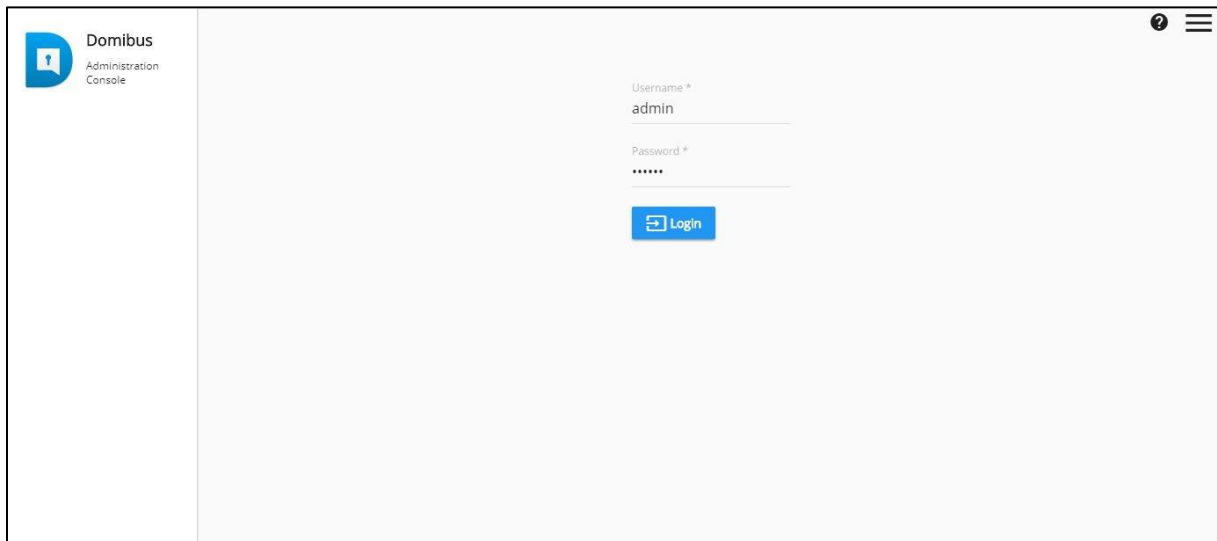 Domibus
Administration
Console
Username *
admin
Password *
••••••
Login